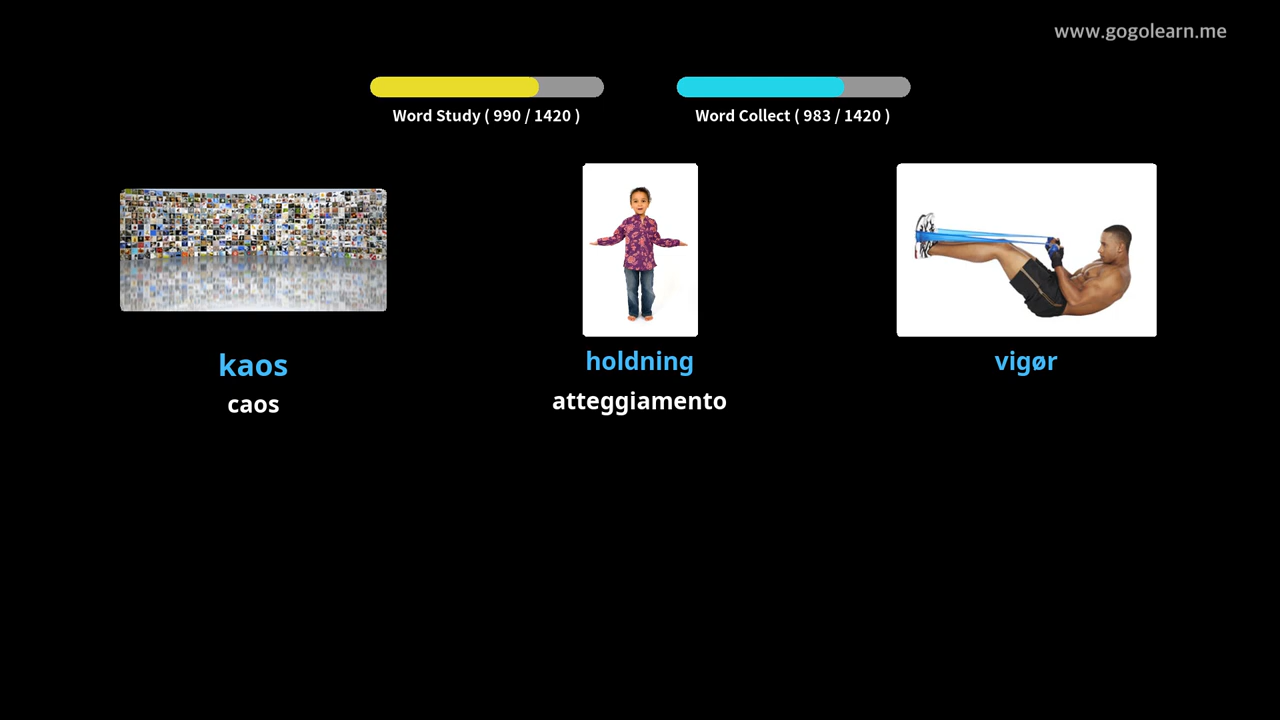 www.gogolearn.me
Word Study ( 990 / 1420 )
Word Collect ( 983 / 1420 )
kaos
caos
holdning
atteggiamento
vigør